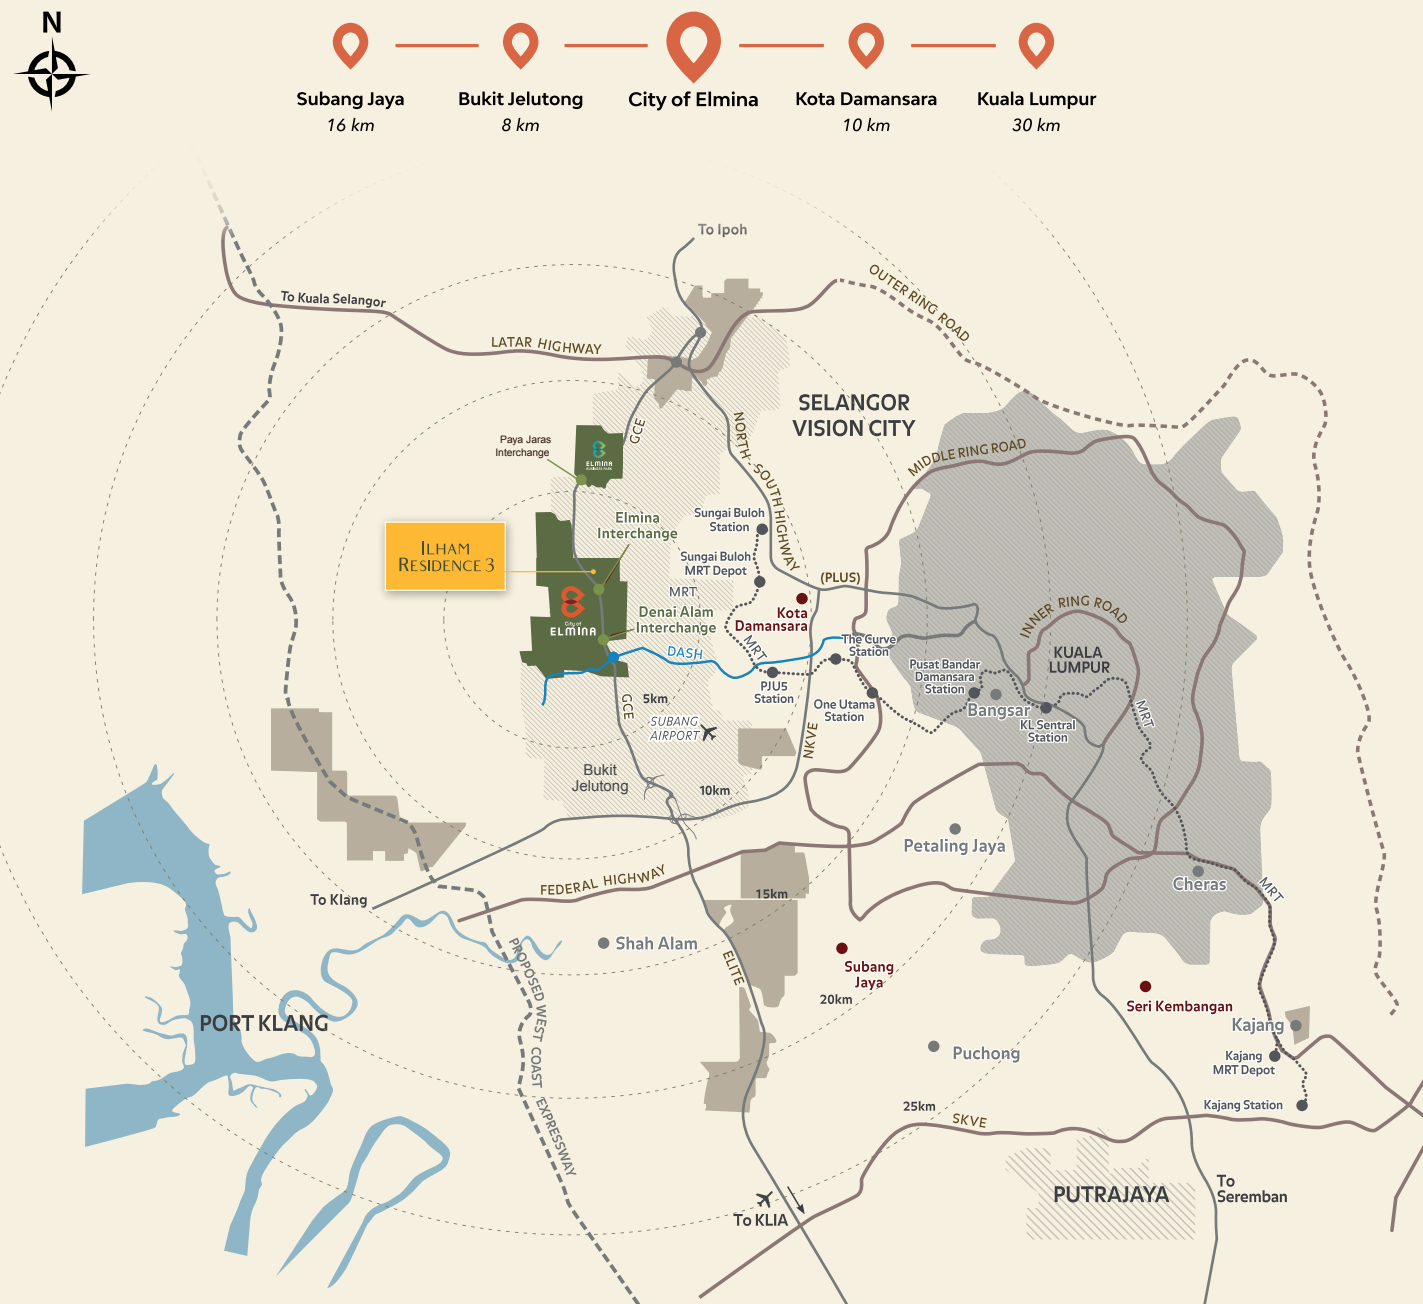 N
Subang Jaya
16 km
Bukit Jelutong
8 km
City of Elmina
Kota Damansara
10 km
Kuala Lumpur
30 km
To Ipoh
To Kuala Selangor
LATAR HIGHWAY
OUTER RING ROAD
SELANGOR
VISION CITY
GCE
NORTH - SOUTH HIGHWAY
MIDDLE RING ROAD
Paya Jaras
Interchange
ELMINA
BUSINESS PARK
Elmina
Interchange
Sungai Buloh
Station
ILHAM
RESIDENCE 3
Sungai Buloh
MRT Depot
(PLUS)
MRT
Kota
Damansara
Denai Alam
Interchange
City of
ELMINA
INNER RING ROAD
DASH
MRT
The Curve
Station
KUALA
LUMPUR
Pusat Bandar
Damansara
Station
PJU5
Station
5km
GCE
SUBANG
AIRPORT
One Utama
Station
Bangsar
KL Sentral
Station
MRT
NKVE
Bukit
Jelutong
10km
Petaling Jaya
FEDERAL HIGHWAY
15km
Cheras
MRT
To Klang
Shah Alam
ELITE
Subang
Jaya
20km
PROPOSED WEST COAST EXPRESSWAY
Seri Kembangan
PORT KLANG
Kajang
Puchong
Kajang
MRT Depot
25km
SKVE
Kajang Station
PUTRAJAYA
To
Seremban
To KLIA